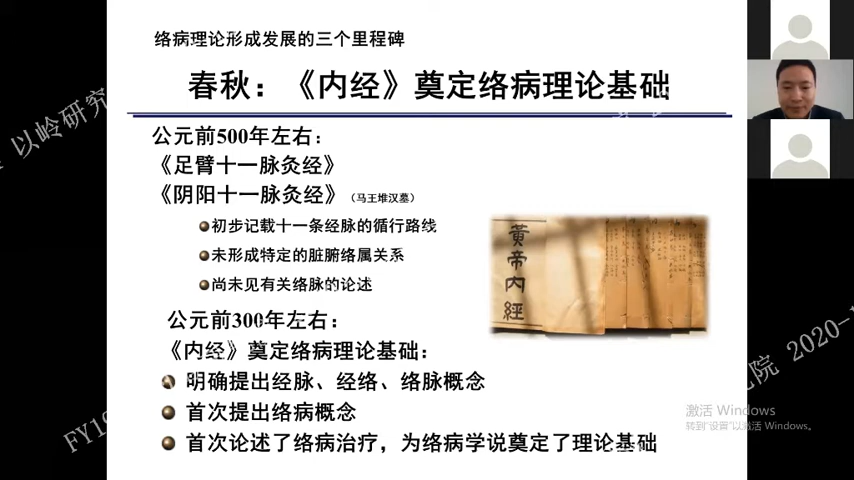 络病理论形成发展的三个里程碑
春秋：《内经》奠定络病理论基础
公元前500年左右：
《足臂十一脉灸经》
《阴阳十一脉灸经》（马王堆汉墓）
初步记载十一条经脉的循行路线
未形成特定的脏腑络属关系
尚未见有关络脉的论述
黄帝内經
公元前300年左右：
《内经》奠定络病理论基础：
明确提出经脉、经络、络脉概念
首次提出络病概念
首次论述了络病治疗，为络病学说奠定了理论基础
以岭研究
院 2020-1
FY19
激活 Windows
转到"设置"以激活 Windows。